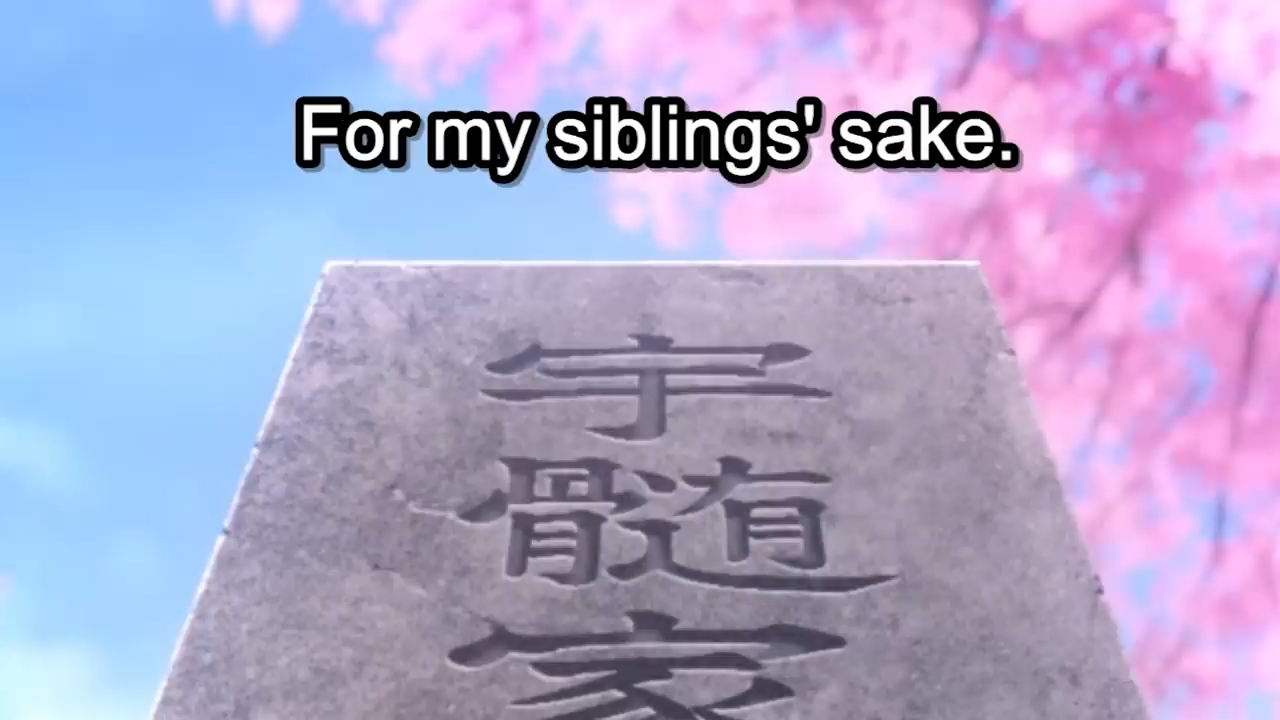 For my siblings' sake.
宇
髄
家